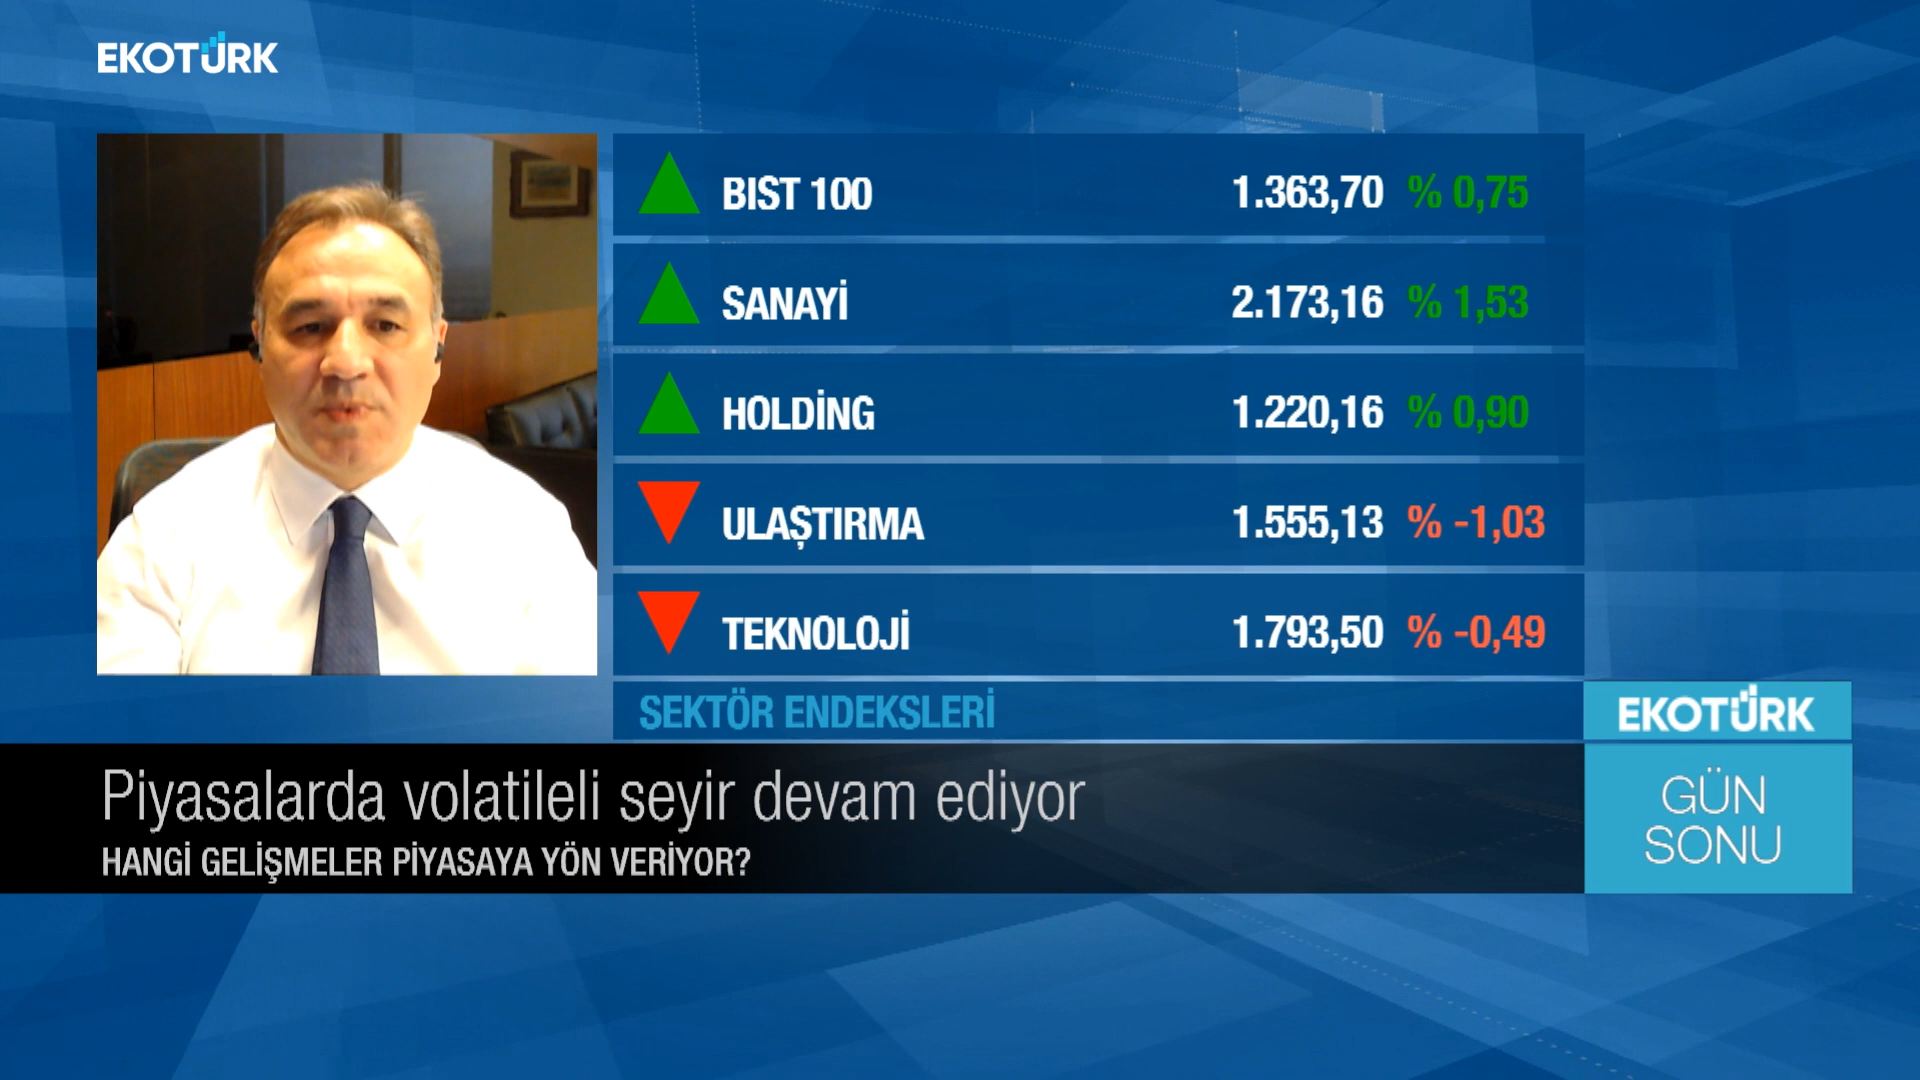 EKOTÜRK
BIST 100 1.363,70 % 0,75
SANAYİ 2.173,16 % 1,53
HOLDİNG 1.220,16 % 0,90
ULAŞTIRMA 1.555,13 % -1,03
TEKNOLOJİ 1.793,50 % -0,49
SEKTÖR ENDEKSLERİ
EKOTÜRK
Piyasalarda volatileli seyir devam ediyor
HANGİ GELİŞMELER PİYASAYA YÖN VERİYOR?
GÜN
SONU